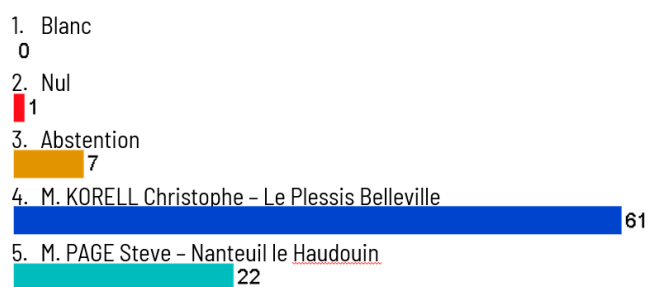 1. Blanc
0
2. Nul
1
3. Abstention
7
4. M. KORELL Christophe – Le Plessis Belleville
61
5. M. PAGE Steve – Nanteuil le Haudouin
22